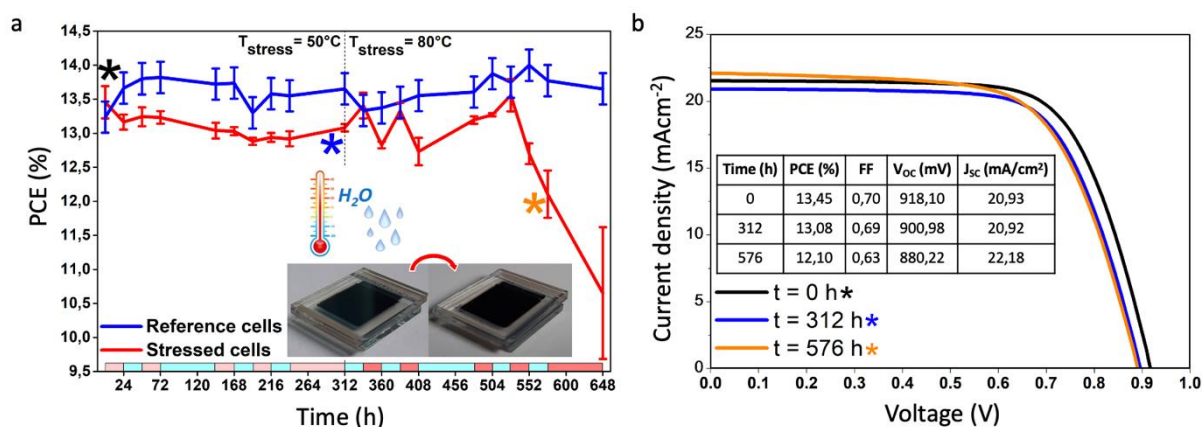 a
14,5
14,0
13,5
13,0
12,5
12,0
11,5
11,0
10,5
10,0
9,5
PCE (%)
T_stress = 50°C
T_stress = 80°C
*
*
*
H₂O
Reference cells
Stressed cells
24 72 120 168 216 264 312 360 408 456 504 552 600 648
Time (h)
b
25
20
15
10
5
0
Current density (mAcm⁻²)
Time (h) PCE (%) FF V_OC (mV) J_SC (mA/cm²)
0 13,45 0,70 918,10 20,93
312 13,08 0,69 900,98 20,92
576 12,10 0,63 880,22 22,18
t = 0 h*
t = 312 h*
t = 576 h*
0.0 0.1 0.2 0.3 0.4 0.5 0.6 0.7 0.8 0.9 1.0
Voltage (V)